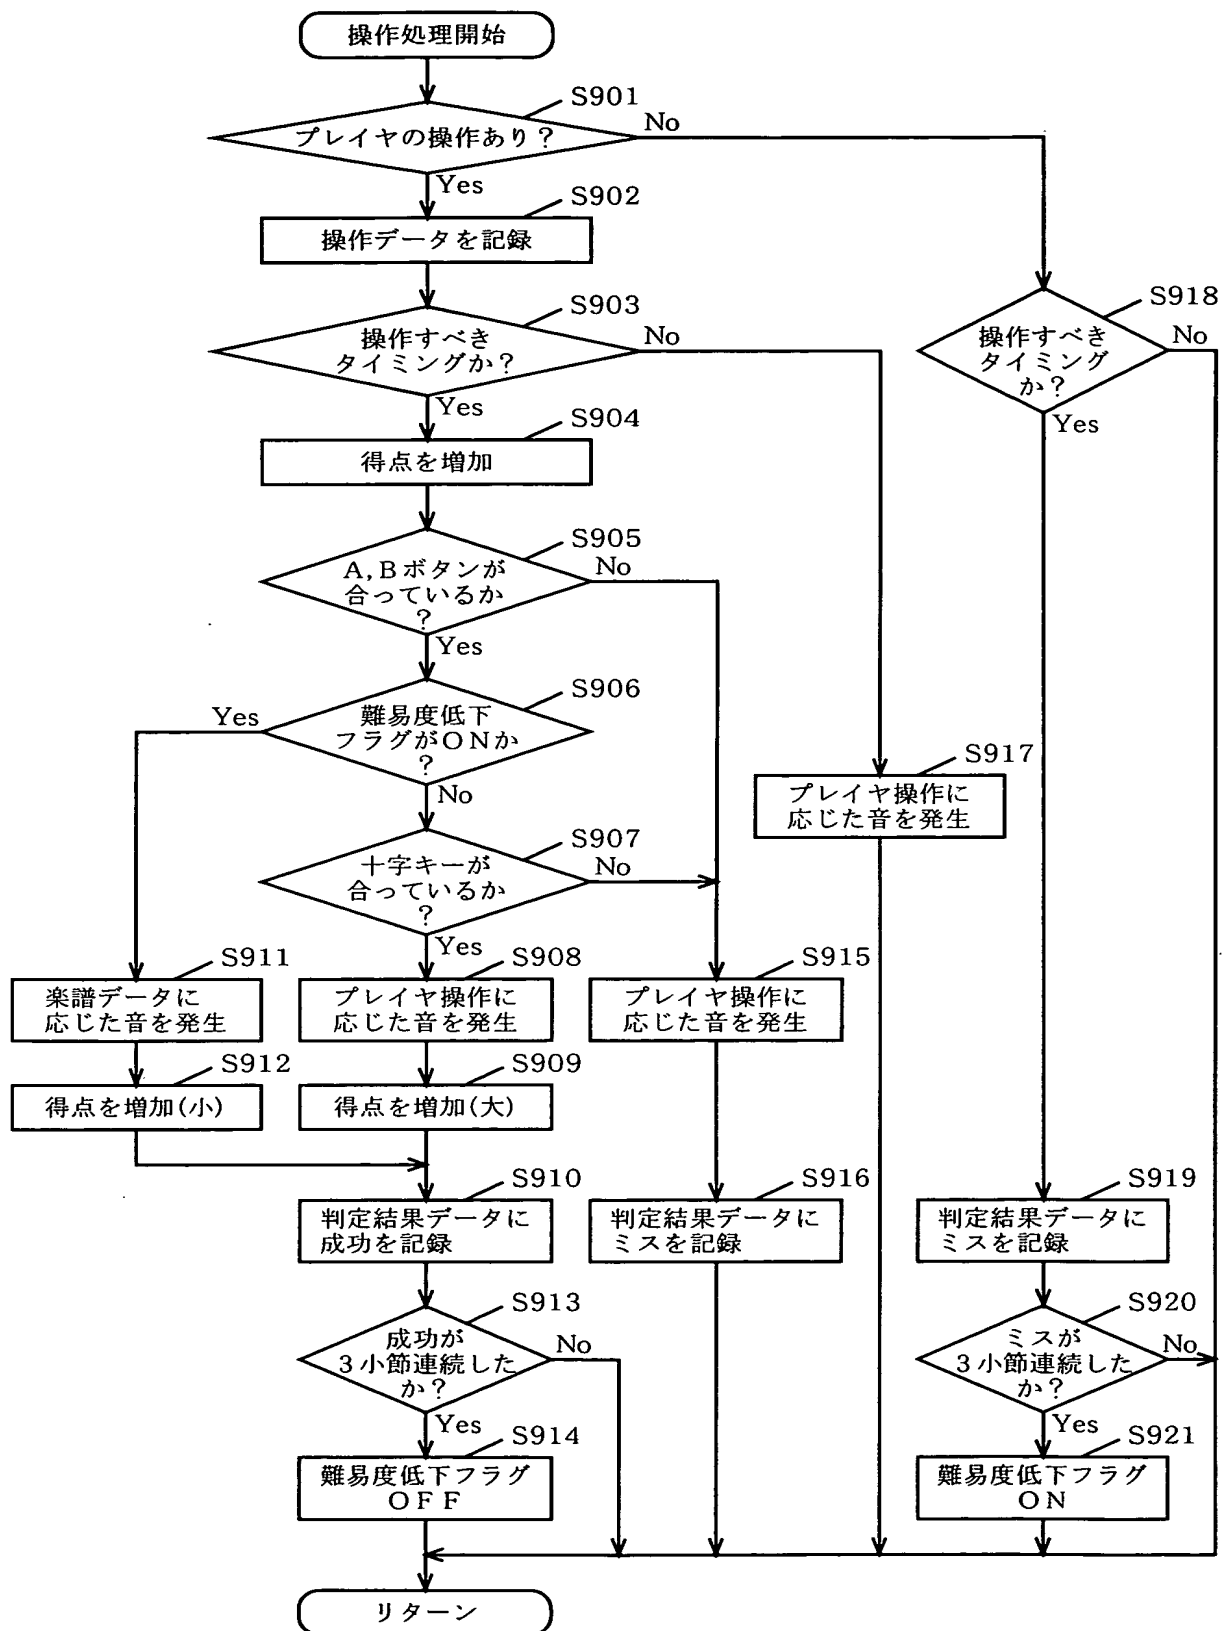 操作処理開始
S901
プレイヤの操作あり？
No
Yes
S902
操作データを記録
S903
操作すべき
タイミングか？
No
Yes
S918
操作すべき
タイミング
か？
No
Yes
S904
得点を増加
S905
A,Bボタンが
合っているか
？
No
Yes
S906
難易度低下
フラグがONか
？
Yes
No
S917
プレイヤ操作に
応じた音を発生
S907
十字キーが
合っているか
？
No
Yes
S911
楽譜データに
応じた音を発生
S908
プレイヤ操作に
応じた音を発生
S915
プレイヤ操作に
応じた音を発生
S912
得点を増加(小)
S909
得点を増加(大)
S910
判定結果データに
成功を記録
S916
判定結果データに
ミスを記録
S919
判定結果データに
ミスを記録
S913
成功が
3小節連続した
か？
No
Yes
S920
ミスが
3小節連続した
か？
No
Yes
S914
難易度低下フラグ
OFF
S921
難易度低下フラグ
ON
リターン